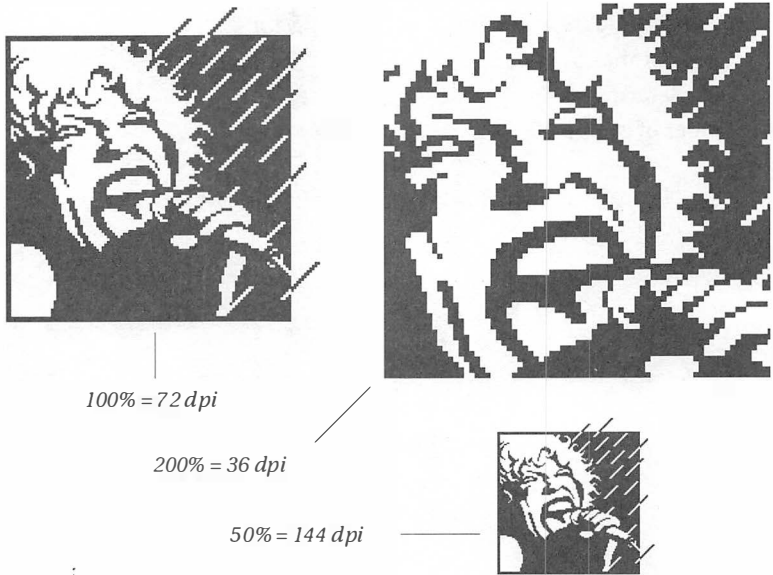 100% = 72 dpi
200% = 36 dpi
50% = 144 dpi